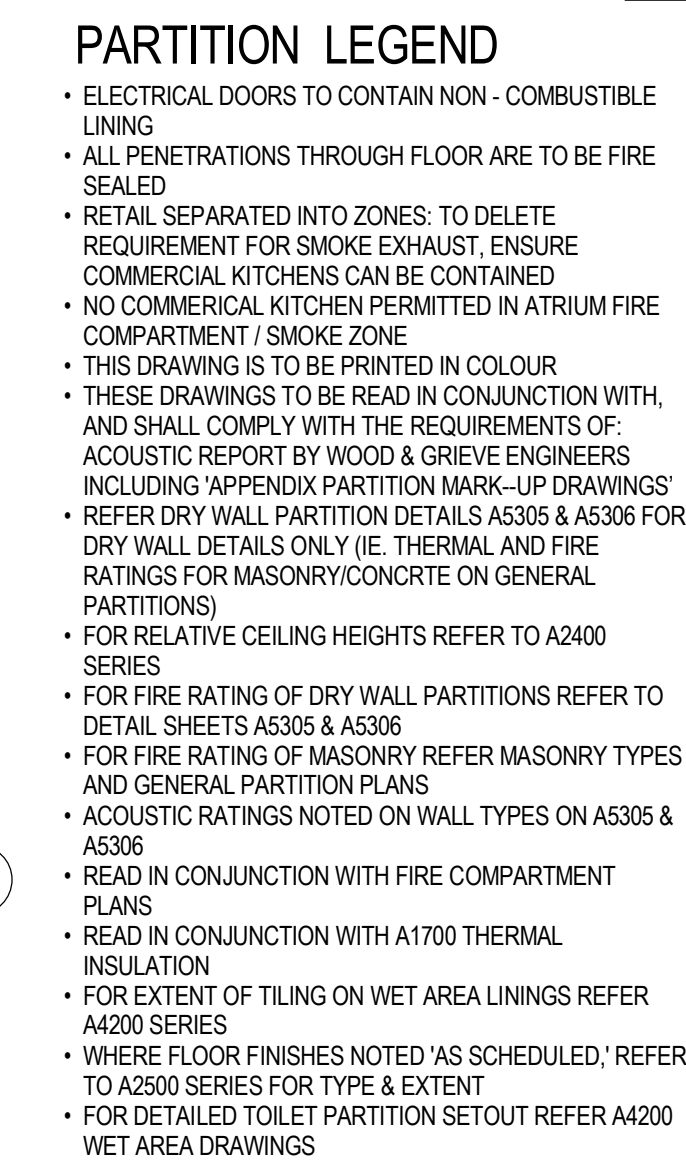 PARTITION LEGEND
• ELECTRICAL DOORS TO CONTAIN NON - COMBUSTIBLE
LINING
• ALL PENETRATIONS THROUGH FLOOR ARE TO BE FIRE
SEALED
• RETAIL SEPARATED INTO ZONES: TO DELETE
REQUIREMENT FOR SMOKE EXHAUST, ENSURE
COMMERCIAL KITCHENS CAN BE CONTAINED
• NO COMMERICAL KITCHEN PERMITTED IN ATRIUM FIRE
COMPARTMENT / SMOKE ZONE
• THIS DRAWING IS TO BE PRINTED IN COLOUR
• THESE DRAWINGS TO BE READ IN CONJUNCTION WITH,
AND SHALL COMPLY WITH THE REQUIREMENTS OF:
ACOUSTIC REPORT BY WOOD & GRIEVE ENGINEERS
INCLUDING 'APPENDIX PARTITION MARK--UP DRAWINGS'
• REFER DRY WALL PARTITION DETAILS A5305 & A5306 FOR
DRY WALL DETAILS ONLY (IE. THERMAL AND FIRE
RATINGS FOR MASONRY/CONCRTE ON GENERAL
PARTITIONS)
• FOR RELATIVE CEILING HEIGHTS REFER TO A2400
SERIES
• FOR FIRE RATING OF DRY WALL PARTITIONS REFER TO
DETAIL SHEETS A5305 & A5306
• FOR FIRE RATING OF MASONRY REFER MASONRY TYPES
AND GENERAL PARTITION PLANS
• ACOUSTIC RATINGS NOTED ON WALL TYPES ON A5305 &
A5306
• READ IN CONJUNCTION WITH FIRE COMPARTMENT
PLANS
• READ IN CONJUNCTION WITH A1700 THERMAL
INSULATION
• FOR EXTENT OF TILING ON WET AREA LININGS REFER
A4200 SERIES
• WHERE FLOOR FINISHES NOTED 'AS SCHEDULED,' REFER
TO A2500 SERIES FOR TYPE & EXTENT
• FOR DETAILED TOILET PARTITION SETOUT REFER A4200
WET AREA DRAWINGS